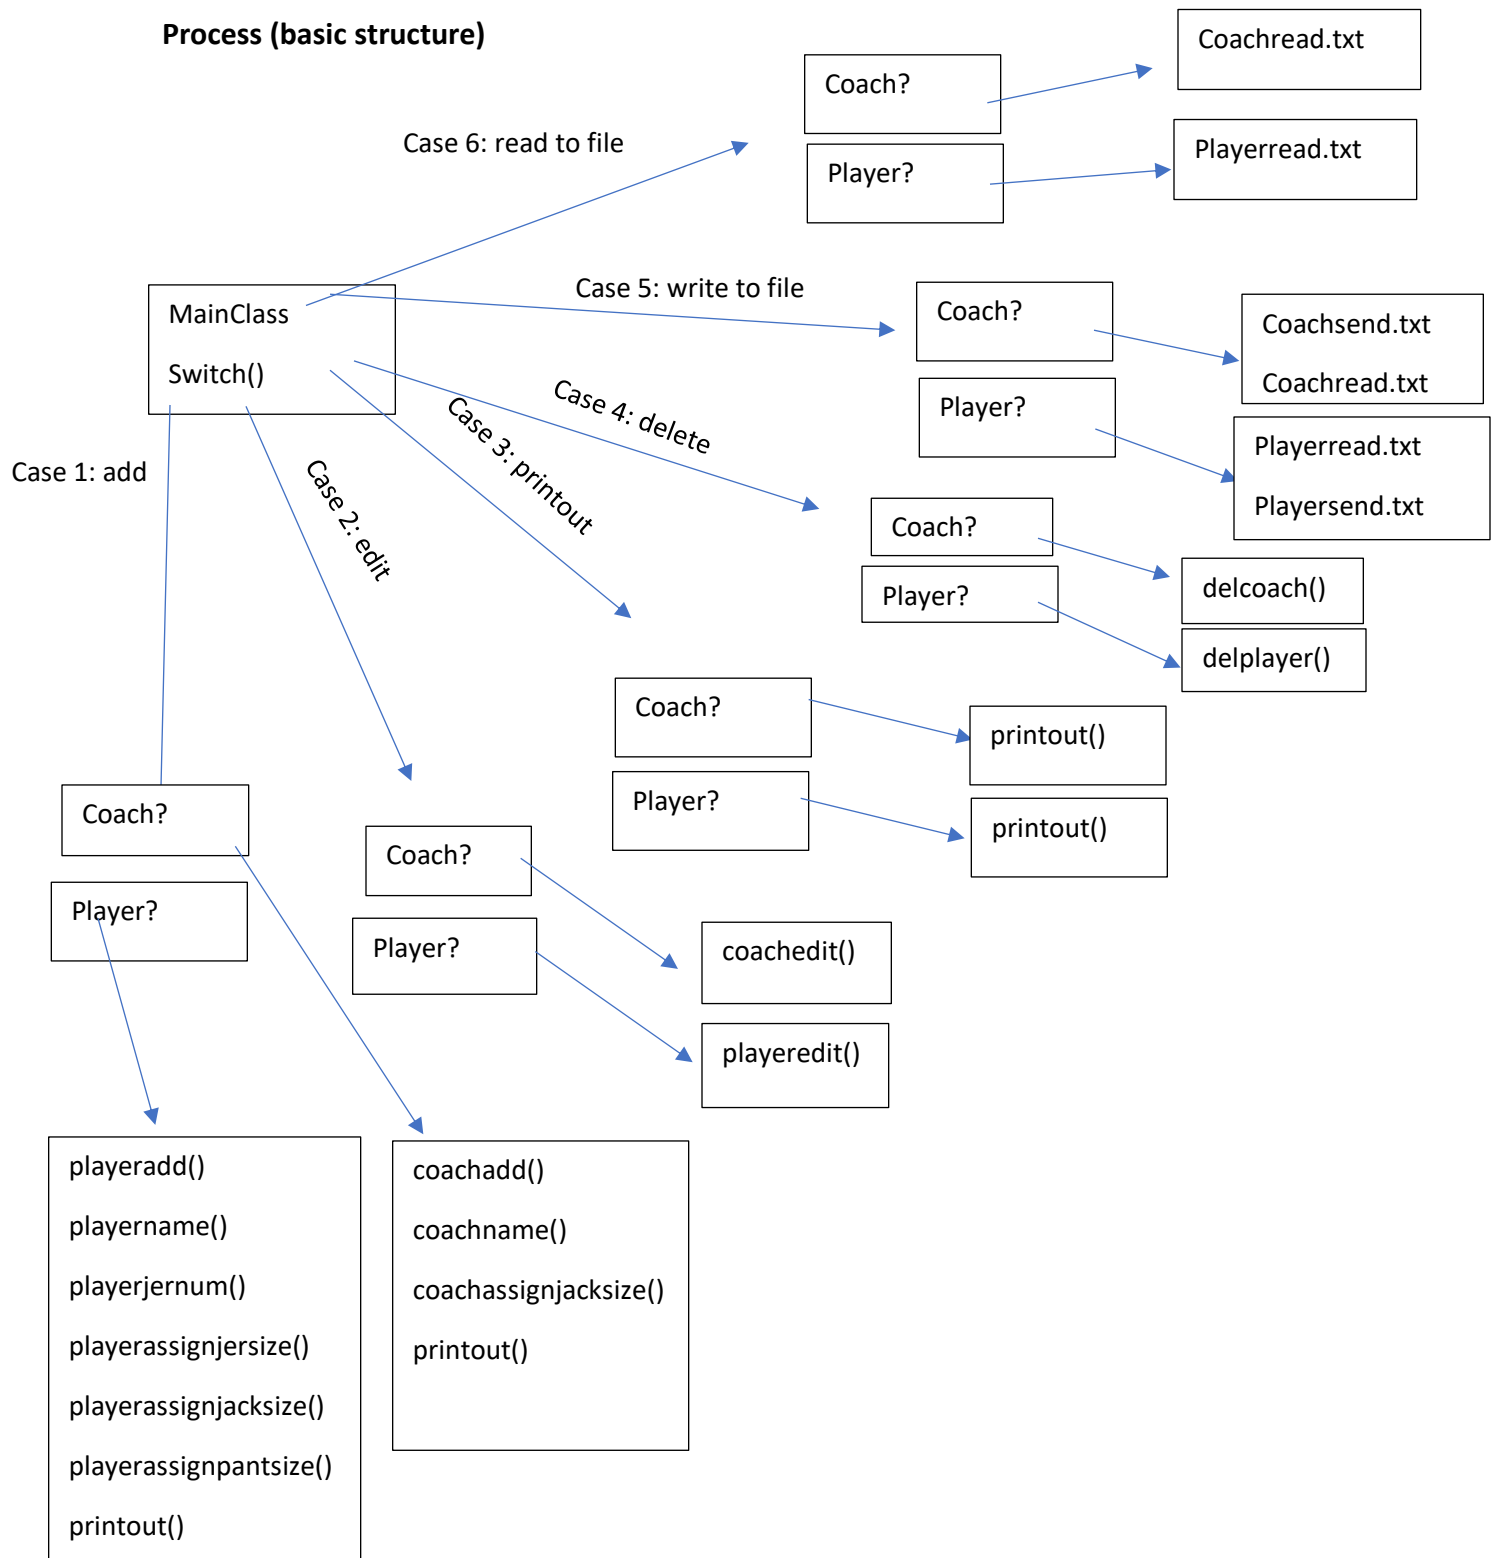 Process (basic structure)
Coach?
Coachread.txt
Case 6: read to file
Player?
Playerread.txt
MainClass
Switch()
Case 5: write to file
Coach?
Coachsend.txt
Coachread.txt
Player?
Playerread.txt
Playersend.txt
Case 4: delete
Coach?
Player?
delcoach()
delplayer()
Case 3: printout
Coach?
printout()
Player?
printout()
Case 2: edit
Coach?
coachedit()
Player?
playeredit()
Case 1: add
Coach?
Player?
playeradd()
playername()
playerjernum()
playerassignjersize()
playerassignjacksize()
playerassignpantsize()
printout()
coachadd()
coachname()
coachassignjacksize()
printout()